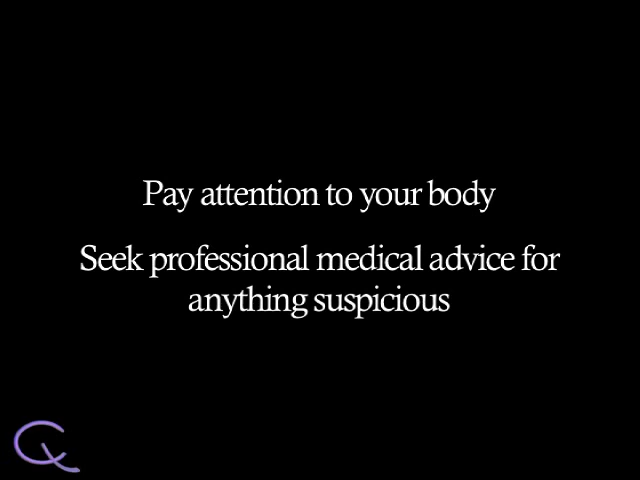 Pay attention to your body
Seek professional medical advice for
anything suspicious